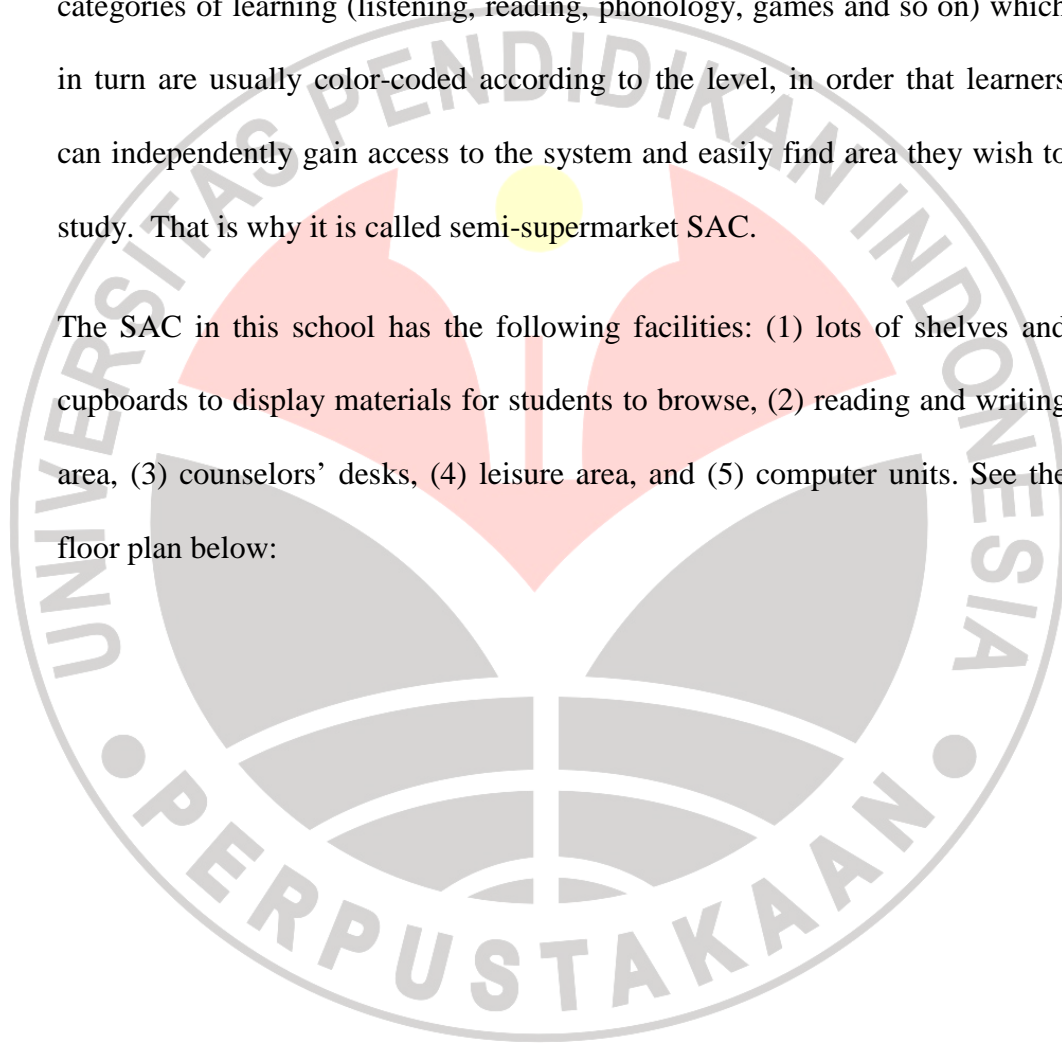 categories of learning (listening, reading, phonology, games and so on) which
in turn are usually color-coded according to the level, in order that learners
can independently gain access to the system and easily find area they wish to
study. That is why it is called semi-supermarket SAC.
The SAC in this school has the following facilities: (1) lots of shelves and
cupboards to display materials for students to browse, (2) reading and writing
area, (3) counselors’ desks, (4) leisure area, and (5) computer units. See the
floor plan below:
UNIVERSITAS PENDIDIKAN INDONESIA
PERPUSTAKAAN